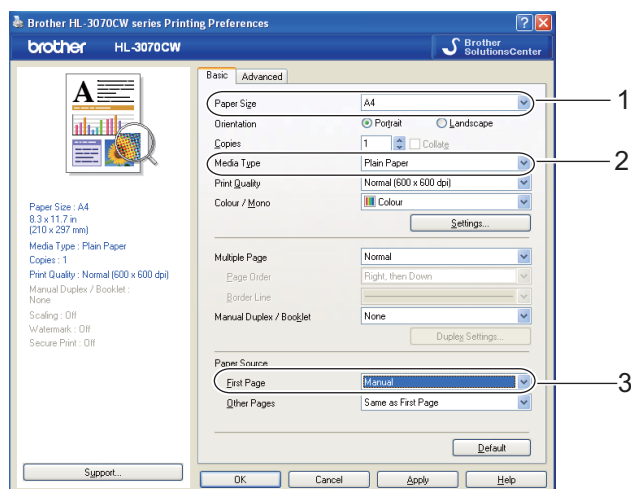 Brother HL-3070CW series Printing Preferences
brother HL-3070CW
Brother SolutionsCenter
Basic Advanced
Paper Size A4 1
Orientation Portrait Landscape
Copies 1 Collate
Media Type Plain Paper 2
Print Quality Normal (600 x 600 dpi)
Colour / Mono Colour
Settings...
Multiple Page Normal
Page Order Right, then Down
Border Line
Manual Duplex / Booklet None
Duplex Settings...
Paper Source
First Page Manual 3
Other Pages Same as First Page
Default
A
Paper Size : A4
8.3 x 11.7 in
(210 x 297 mm)
Media Type : Plain Paper
Copies : 1
Print Quality : Normal (600 x 600 dpi)
Manual Duplex / Booklet :
None
Scaling : Off
Watermark : Off
Secure Print : Off
Support...
OK Cancel Apply Help